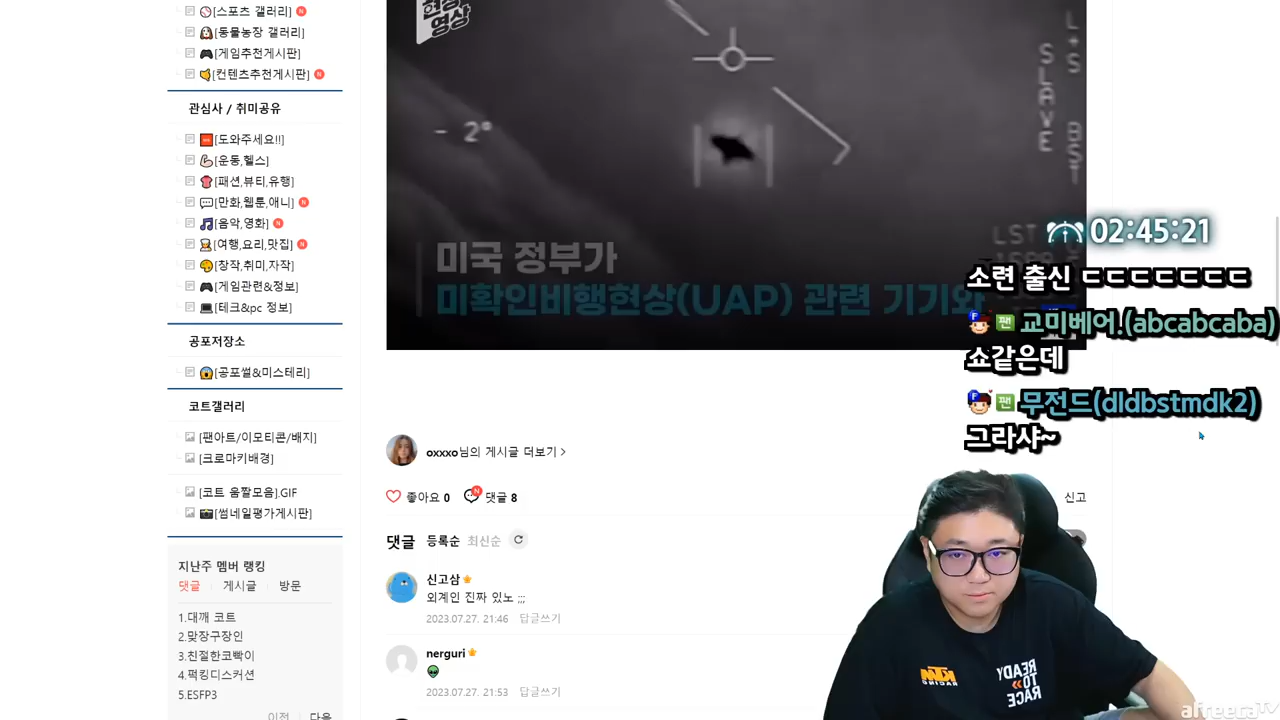 [스포츠 갤러리] N
[동물농장 갤러리]
[게임추천게시판]
[컨텐츠추천게시판] N
관심사 / 취미공유
[도와주세요!!]
[운동,헬스]
[패션,뷰티,유행]
[만화,웹툰,애니] N
[음악,영화] N
[여행,요리,맛집] N
[창작,취미,자작]
[게임관련&정보]
[테크&pc 정보]
공포저장소
[공포썰&미스테리]
코트갤러리
[팬아트/이모티콘/배지]
[크로마키배경]
[코트 움짤모음].GIF
[썸네일평가게시판]
지난주 멤버 랭킹
댓글 게시글 방문
1.대깨 코트
2.맞장구장인
3.친절한코빡이
4.퍽킹디스커션
5.ESFP3
이전 다음
현장
영상
- 2°
L+S
SLAVE
BST
LST
미국 정부가
미확인비행현상(UAP) 관련 기기와
oxxxo님의 게시글 더보기 >
좋아요 0 N 댓글 8
신고
댓글 등록순 최신순
신고삼
외계인 진짜 있노 ;;;
2023.07.27. 21:46 답글쓰기
nerguri
2023.07.27. 21:53 답글쓰기
02:45:21
소련 출신 ㄷㄷㄷㄷㄷㄷㄷ
F 팬 교미베어.(abcabcaba)
쇼같은데
F 팬 무전드(dldbstmdk2)
그라샤~
KTM
RACING
READY
TO
RACE
afreecaTV